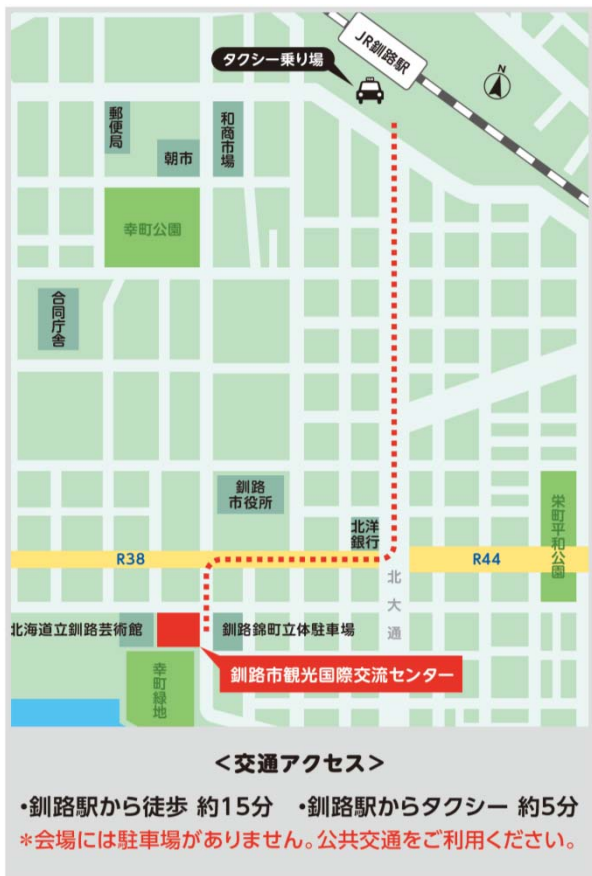 JR釧路駅
タクシー乗り場
N
郵便局
和商市場
朝市
幸町公園
合同庁舎
釧路
市役所
北洋
銀行
栄町平和公園
R38
R44
北大通
北海道立釧路芸術館
釧路錦町立体駐車場
釧路市観光国際交流センター
幸町緑地
<交通アクセス>
・釧路駅から徒歩 約15分 ・釧路駅からタクシー 約5分
*会場には駐車場がありません。公共交通をご利用ください。